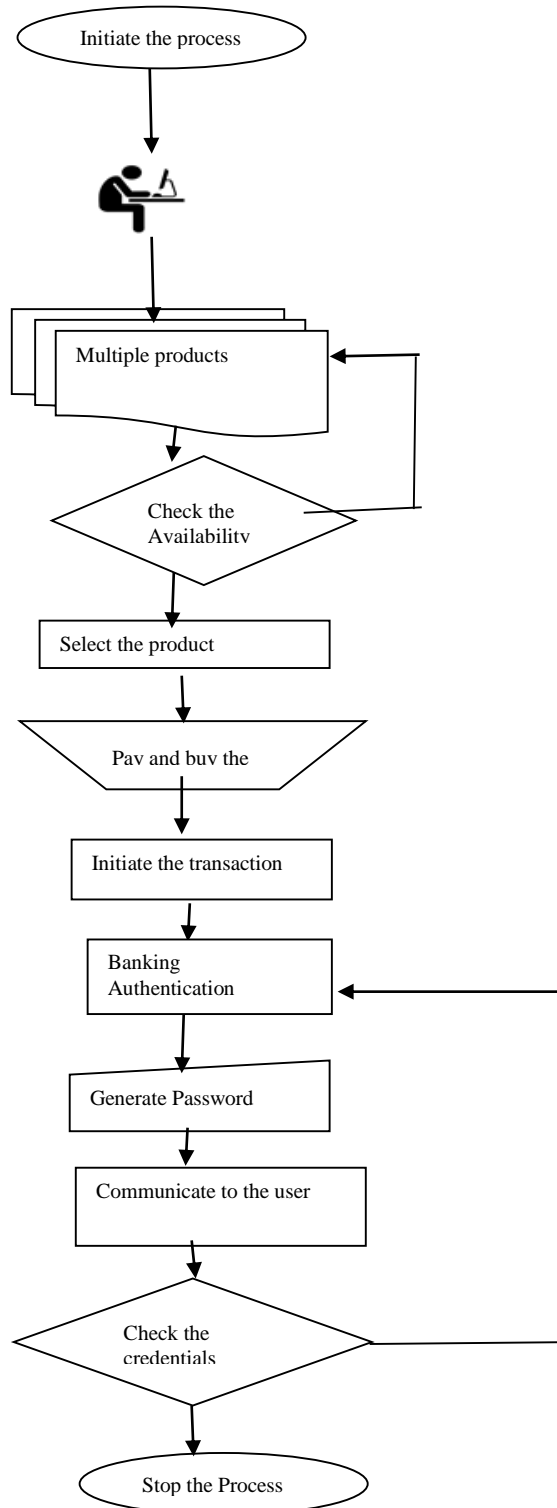 Initiate the process
Multiple products
Check the
Availability
Select the product
Pay and buy the
Initiate the transaction
Banking
Authentication
Generate Password
Communicate to the user
Check the
credentials
Stop the Process